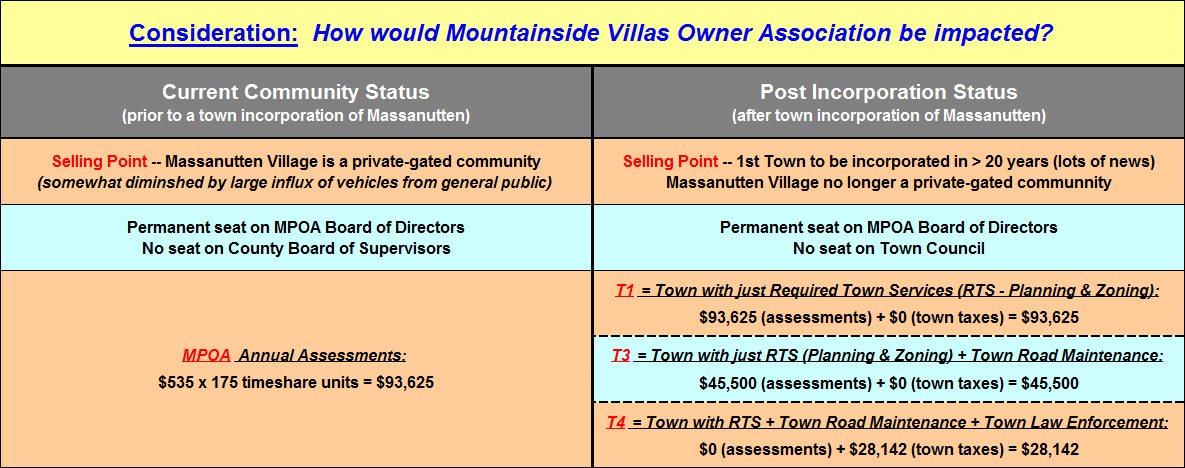 Consideration: How would Mountainside Villas Owner Association be impacted?
Current Community Status
(prior to a town incorporation of Massanutten)
Post Incorporation Status
(after town incorporation of Massanutten)
Selling Point -- Massanutten Village is a private-gated community
(somewhat diminshed by large influx of vehicles from general public)
Selling Point -- 1st Town to be incorporated in > 20 years (lots of news)
Massanutten Village no longer a private-gated communnity
Permanent seat on MPOA Board of Directors
No seat on County Board of Supervisors
Permanent seat on MPOA Board of Directors
No seat on Town Council
MPOA Annual Assessments:
$535 x 175 timeshare units = $93,625
T1 = Town with just Required Town Services (RTS - Planning & Zoning):
$93,625 (assessments) + $0 (town taxes) = $93,625
T3 = Town with just RTS (Planning & Zoning) + Town Road Maintenance:
$45,500 (assessments) + $0 (town taxes) = $45,500
T4 = Town with RTS + Town Road Maintenance + Town Law Enforcement:
$0 (assessments) + $28,142 (town taxes) = $28,142